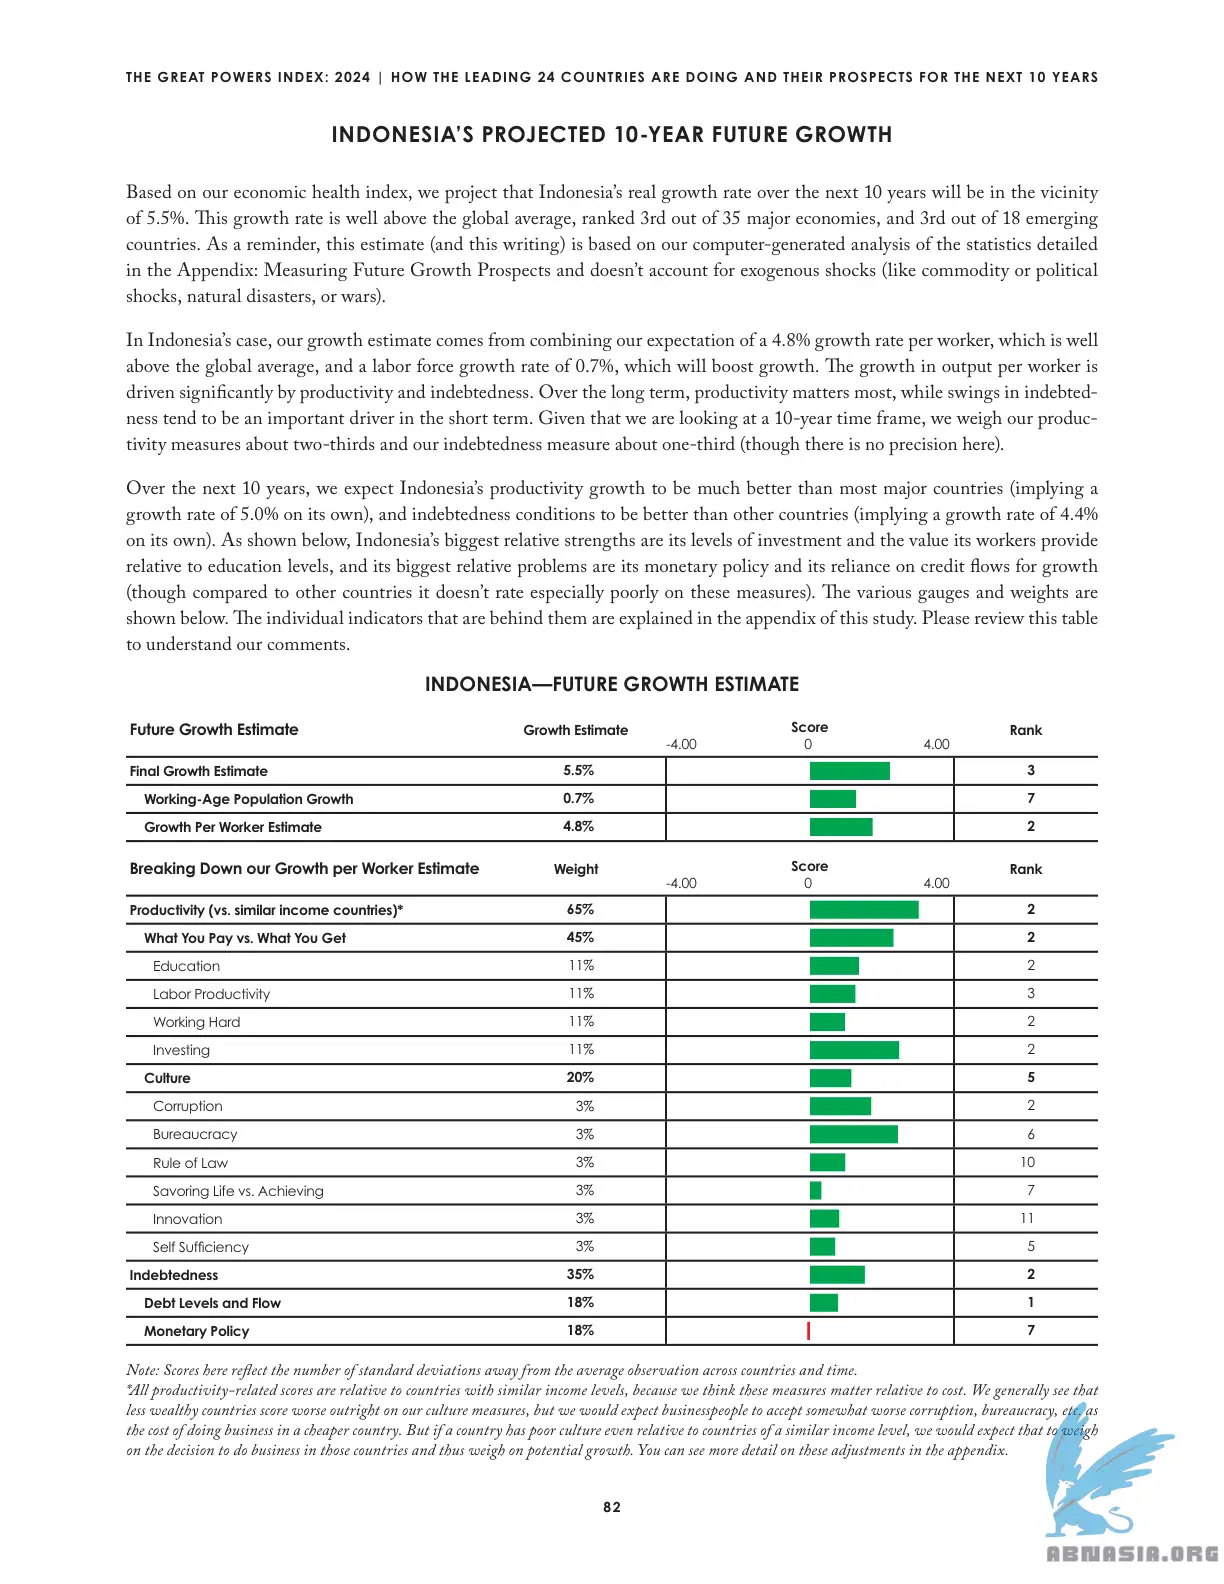 THE GREAT POWERS INDEX: 2024 | HOW THE LEADING 24 COUNTRIES ARE DOING AND THEIR PROSPECTS FOR THE NEXT 10 YEARS
INDONESIA'S PROJECTED 10-YEAR FUTURE GROWTH
Based on our economic health index, we project that Indonesia's real growth rate over the next 10 years will be in the vicinity
of 5.5%. This growth rate is well above the global average, ranked 3rd out of 35 major economies, and 3rd out of 18 emerging
countries. As a reminder, this estimate (and this writing) is based on our computer-generated analysis of the statistics detailed
in the Appendix: Measuring Future Growth Prospects and doesn't account for exogenous shocks (like commodity or political
shocks, natural disasters, or wars).
In Indonesia's case, our growth estimate comes from combining our expectation of a 4.8% growth rate per worker, which is well
above the global average, and a labor force growth rate of 0.7%, which will boost growth. The growth in output per worker is
driven significantly by productivity and indebtedness. Over the long term, productivity matters most, while swings in indebted-
ness tend to be an important driver in the short term. Given that we are looking at a 10-year time frame, we weigh our produc-
tivity measures about two-thirds and our indebtedness measure about one-third (though there is no precision here).
Over the next 10 years, we expect Indonesia's productivity growth to be much better than most major countries (implying a
growth rate of 5.0% on its own), and indebtedness conditions to be better than other countries (implying a growth rate of 4.4%
on its own). As shown below, Indonesia's biggest relative strengths are its levels of investment and the value its workers provide
relative to education levels, and its biggest relative problems are its monetary policy and its reliance on credit flows for growth
(though compared to other countries it doesn't rate especially poorly on these measures). The various gauges and weights are
shown below. The individual indicators that are behind them are explained in the appendix of this study. Please review this table
to understand our comments.
INDONESIA—FUTURE GROWTH ESTIMATE
Future Growth Estimate Growth Estimate Score Rank
-4.00 0 4.00
Final Growth Estimate 5.5% 3
Working-Age Population Growth 0.7% 7
Growth Per Worker Estimate 4.8% 2
Breaking Down our Growth per Worker Estimate Weight Score Rank
-4.00 0 4.00
Productivity (vs. similar income countries)* 65% 2
What You Pay vs. What You Get 45% 2
Education 11% 2
Labor Productivity 11% 3
Working Hard 11% 2
Investing 11% 2
Culture 20% 5
Corruption 3% 2
Bureaucracy 3% 6
Rule of Law 3% 10
Savoring Life vs. Achieving 3% 7
Innovation 3% 11
Self Sufficiency 3% 5
Indebtedness 35% 2
Debt Levels and Flow 18% 1
Monetary Policy 18% 7
Note: Scores here reflect the number of standard deviations away from the average observation across countries and time.
*All productivity-related scores are relative to countries with similar income levels, because we think these measures matter relative to cost. We generally see that
less wealthy countries score worse outright on our culture measures, but we would expect businesspeople to accept somewhat worse corruption, bureaucracy, etc. as
the cost of doing business in a cheaper country. But if a country has poor culture even relative to countries of a similar income level, we would expect that to weigh
on the decision to do business in those countries and thus weigh on potential growth. You can see more detail on these adjustments in the appendix.
82
ABNASIA.ORG